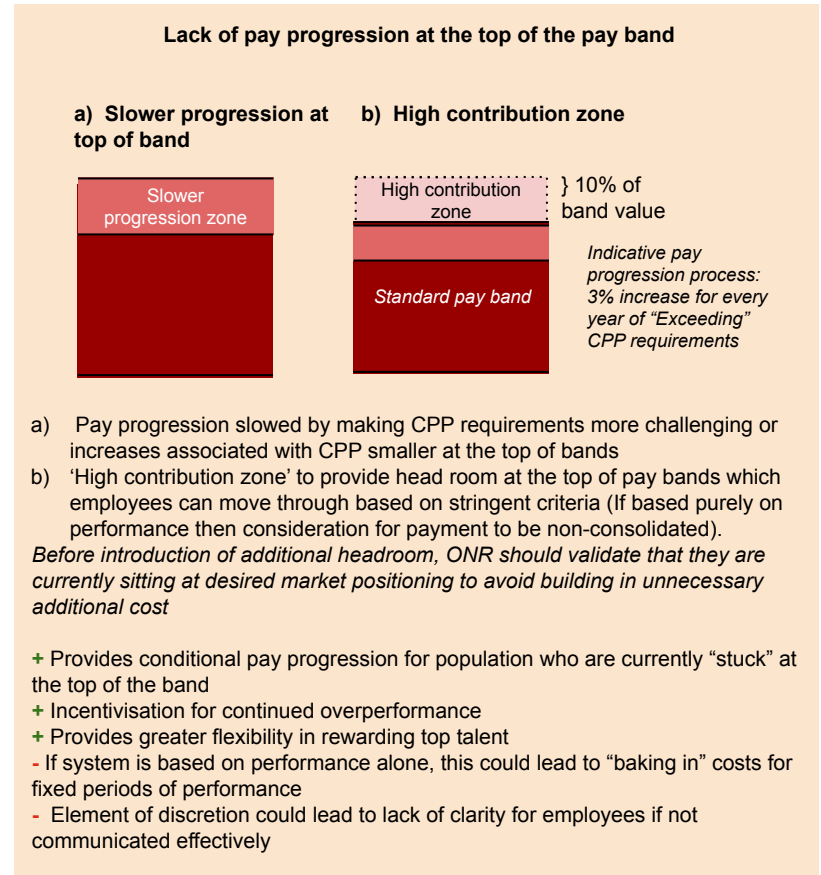 Lack of pay progression at the top of the pay band
a) Slower progression at
top of band
b) High contribution zone
Slower
progression zone
High contribution
zone
} 10% of
band value
Standard pay band
Indicative pay
progression process:
3% increase for every
year of “Exceeding”
CPP requirements
a) Pay progression slowed by making CPP requirements more challenging or
increases associated with CPP smaller at the top of bands
b) ‘High contribution zone’ to provide head room at the top of pay bands which
employees can move through based on stringent criteria (If based purely on
performance then consideration for payment to be non-consolidated).
Before introduction of additional headroom, ONR should validate that they are
currently sitting at desired market positioning to avoid building in unnecessary
additional cost
+ Provides conditional pay progression for population who are currently “stuck” at
the top of the band
+ Incentivisation for continued overperformance
+ Provides greater flexibility in rewarding top talent
- If system is based on performance alone, this could lead to “baking in” costs for
fixed periods of performance
- Element of discretion could lead to lack of clarity for employees if not
communicated effectively